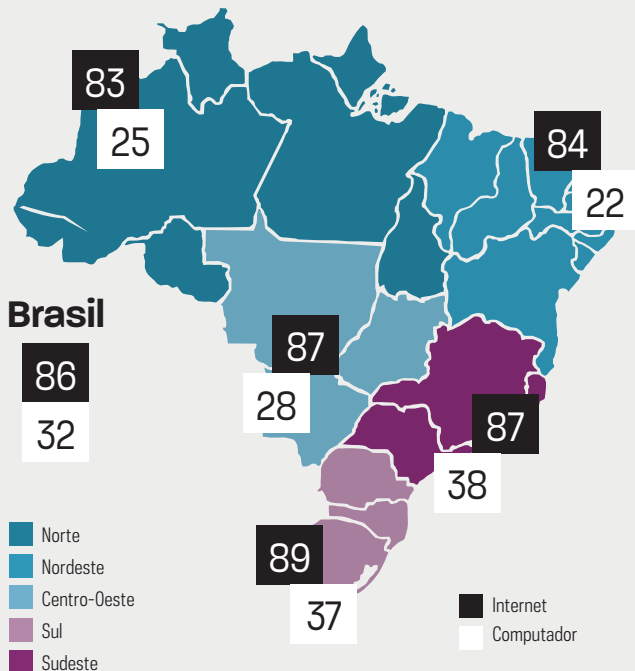 83
25
84
22
Brasil
86
32
87
28
87
38
89
37
Norte
Nordeste
Centro-Oeste
Sul
Sudeste
Internet
Computador